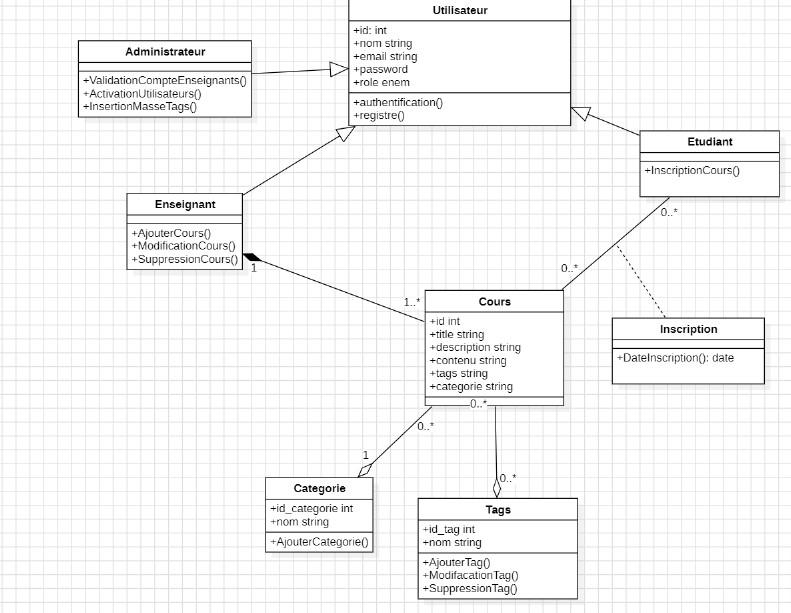 Utilisateur
+id: int
+nom string
+email string
+password
+role enem
+authentification()
+registre()
Administrateur
+ValidationCompteEnseignants()
+ActivationUtilisateurs()
+InsertionMasseTags()
Etudiant
+InscriptionCours()
Enseignant
+AjouterCours()
+ModificationCours()
+SuppressionCours()
1
1..*
0..*
0..*
Cours
+id int
+title string
+description string
+contenu string
+tags string
+categorie string
0..*
Inscription
+DateInscription(): date
0..*
1
0..*
Categorie
+id_categorie int
+nom string
+AjouterCategorie()
Tags
+id_tag int
+nom string
+AjouterTag()
+ModifacationTag()
+SuppressionTag()